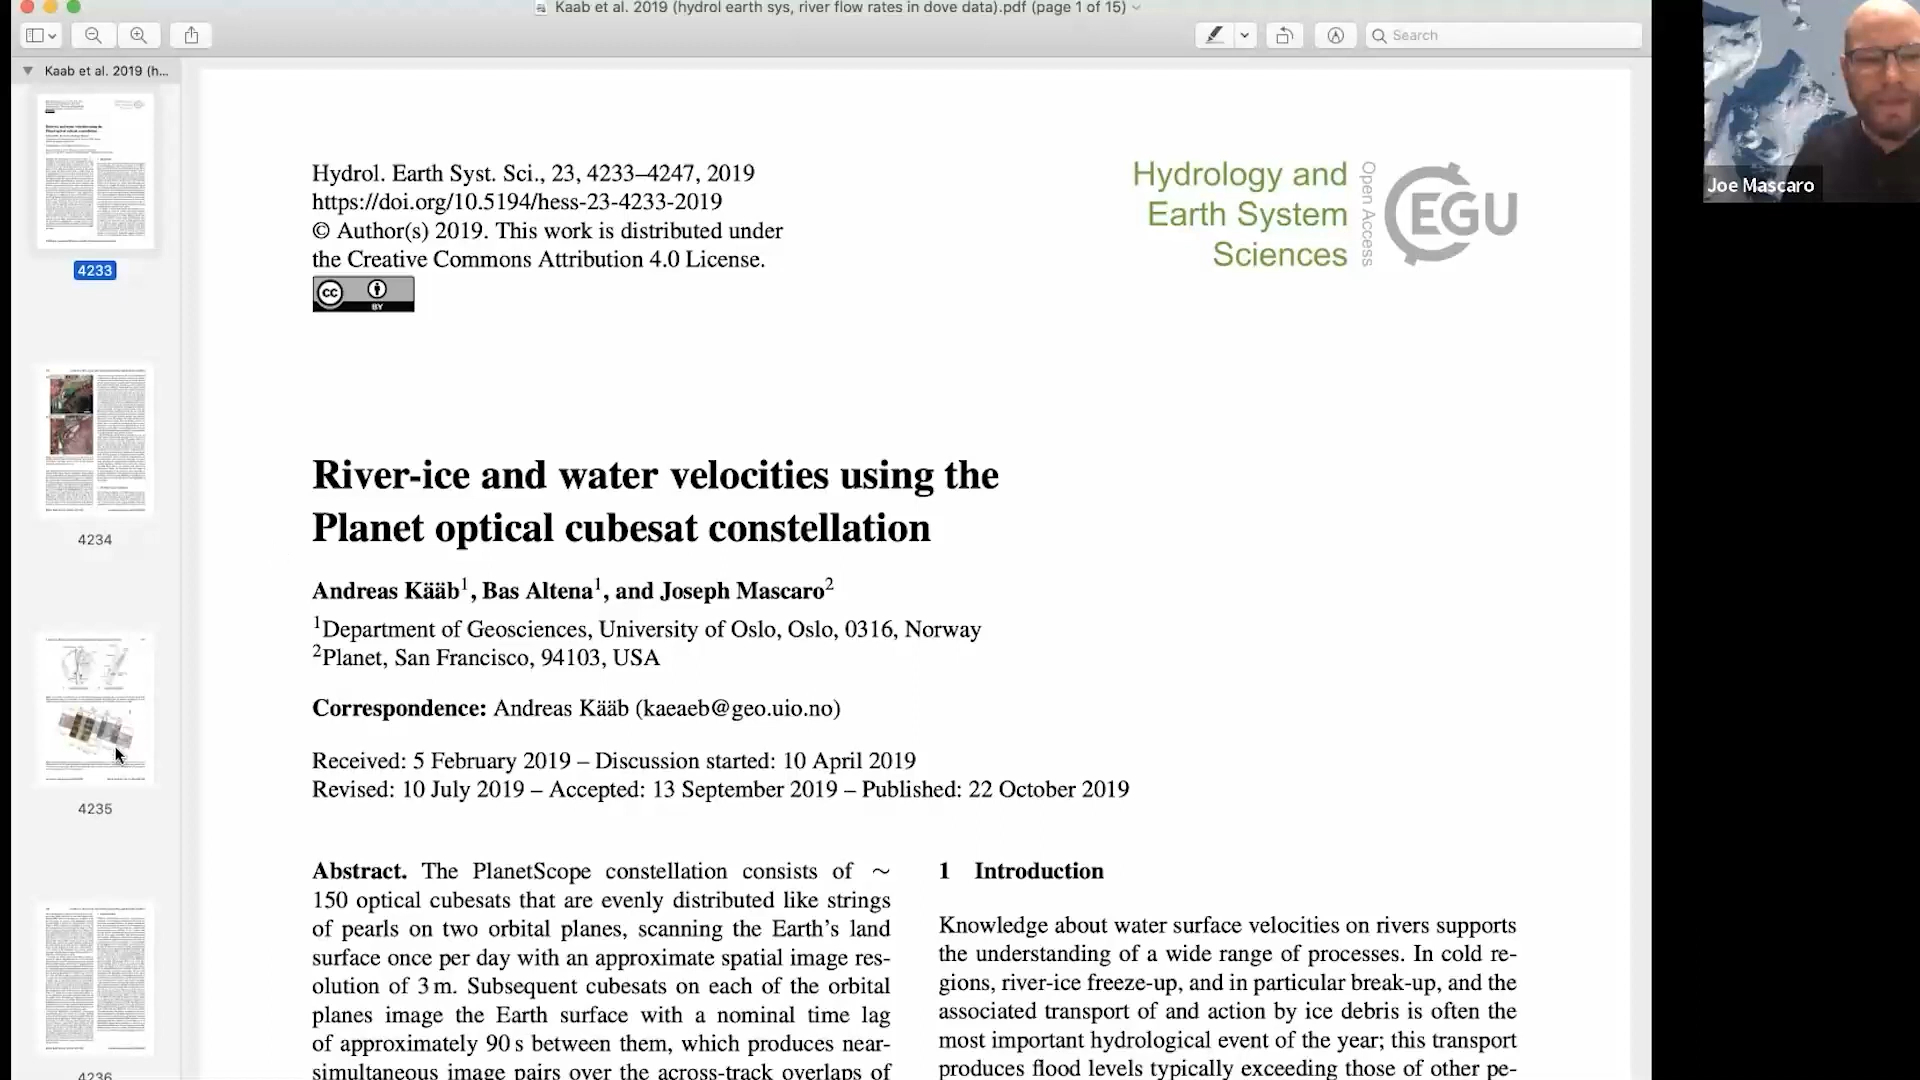 Kaab et al. 2019 (hydrol earth sys, river flow rates in dove data).pdf (page 1 of 15)
Search
Kaab et al. 2019 (h...
4233
4234
4235
4236
Hydrol. Earth Syst. Sci., 23, 4233–4247, 2019
https://doi.org/10.5194/hess-23-4233-2019
© Author(s) 2019. This work is distributed under
the Creative Commons Attribution 4.0 License.
cc
BY
Hydrology and
Earth System
Sciences
Open Access
EGU
River-ice and water velocities using the
Planet optical cubesat constellation
Andreas Kääb1, Bas Altena1, and Joseph Mascaro2
1Department of Geosciences, University of Oslo, Oslo, 0316, Norway
2Planet, San Francisco, 94103, USA
Correspondence: Andreas Kääb (kaeaeb@geo.uio.no)
Received: 5 February 2019 – Discussion started: 10 April 2019
Revised: 10 July 2019 – Accepted: 13 September 2019 – Published: 22 October 2019
Abstract. The PlanetScope constellation consists of ∼
150 optical cubesats that are evenly distributed like strings
of pearls on two orbital planes, scanning the Earth's land
surface once per day with an approximate spatial image res-
olution of 3 m. Subsequent cubesats on each of the orbital
planes image the Earth surface with a nominal time lag
of approximately 90 s between them, which produces near-
simultaneous image pairs over the across-track overlaps of
1 Introduction
Knowledge about water surface velocities on rivers supports
the understanding of a wide range of processes. In cold re-
gions, river-ice freeze-up, and in particular break-up, and the
associated transport of and action by ice debris is often the
most important hydrological event of the year; this transport
produces flood levels typically exceeding those of other pe-
Joe Mascaro